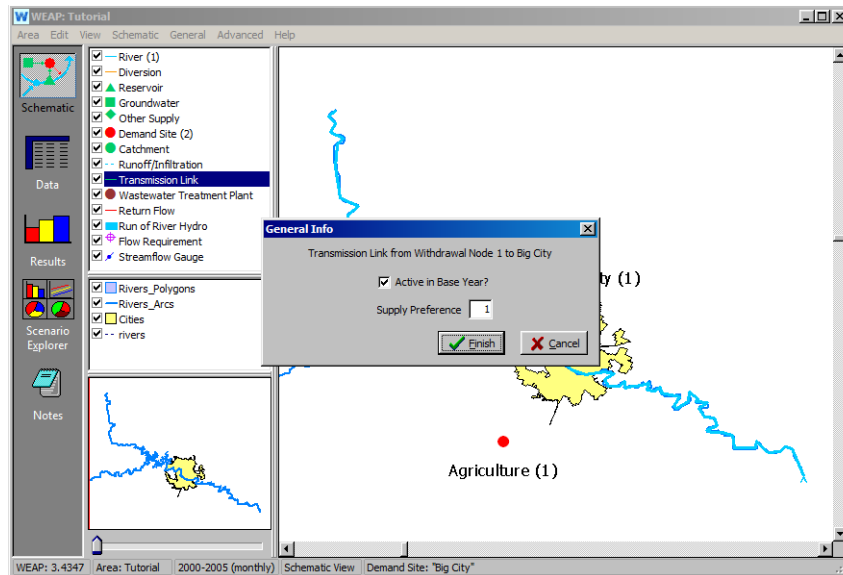 WEAP: Tutorial
Area Edit View Schematic General Advanced Help
Schematic
Data
Results
Scenario
Explorer
Notes
River (1)
Diversion
Reservoir
Groundwater
Other Supply
Demand Site (2)
Catchment
Runoff/Infiltration
Transmission Link
Wastewater Treatment Plant
Return Flow
Run of River Hydro
Flow Requirement
Streamflow Gauge
Rivers_Polygons
Rivers_Arcs
Cities
rivers
General Info
Transmission Link from Withdrawal Node 1 to Big City
Active in Base Year?
Supply Preference 1
Finish Cancel
ty (1)
Agriculture (1)
WEAP: 3.4347 Area: Tutorial 2000-2005 (monthly) Schematic View Demand Site: "Big City"